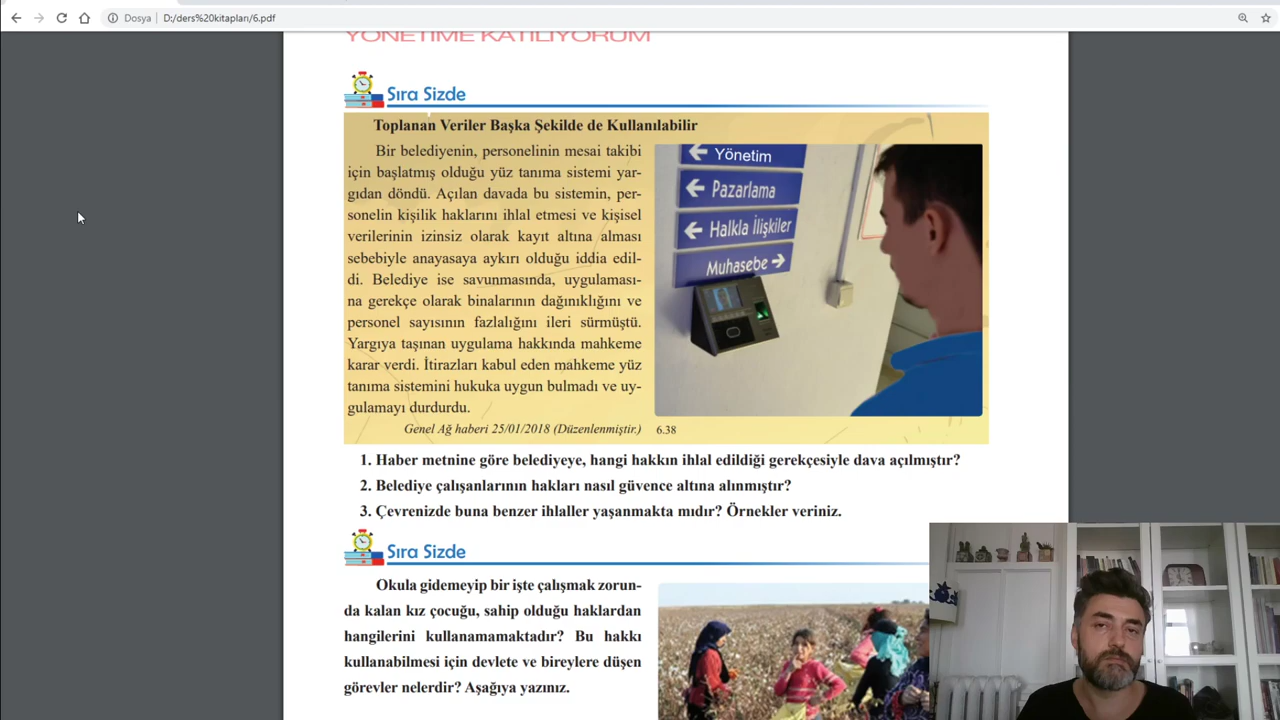 Dosya D:/ders%20kitapları/6.pdf
YÖNETİME KATILIYORUM
Sıra Sizde
Toplanan Veriler Başka Şekilde de Kullanılabilir
Bir belediyenin, personelinin mesai takibi
için başlatmış olduğu yüz tanıma sistemi yar-
gıdan döndü. Açılan davada bu sistemin, per-
sonelin kişilik haklarını ihlal etmesi ve kişisel
verilerinin izinsiz olarak kayıt altına alması
sebebiyle anayasaya aykırı olduğu iddia edil-
di. Belediye ise savunmasında, uygulaması-
na gerekçe olarak binalarının dağınıklığını ve
personel sayısının fazlalığını ileri sürmüştü.
Yargıya taşınan uygulama hakkında mahkeme
karar verdi. İtirazları kabul eden mahkeme yüz
tanıma sistemini hukuka uygun bulmadı ve uy-
gulamayı durdurdu.
Genel Ağ haberi 25/01/2018 (Düzenlenmiştir.)
Yönetim
Pazarlama
Halkla İlişkiler
Muhasebe
6.38
1. Haber metnine göre belediyeye, hangi hakkın ihlal edildiği gerekçesiyle dava açılmıştır?
2. Belediye çalışanlarının hakları nasıl güvence altına alınmıştır?
3. Çevrenizde buna benzer ihlaller yaşanmakta mıdır? Örnekler veriniz.
Sıra Sizde
Okula gidemeyip bir işte çalışmak zorun-
da kalan kız çocuğu, sahip olduğu haklardan
hangilerini kullanamamaktadır? Bu hakkı
kullanabilmesi için devlete ve bireylere düşen
görevler nelerdir? Aşağıya yazınız.